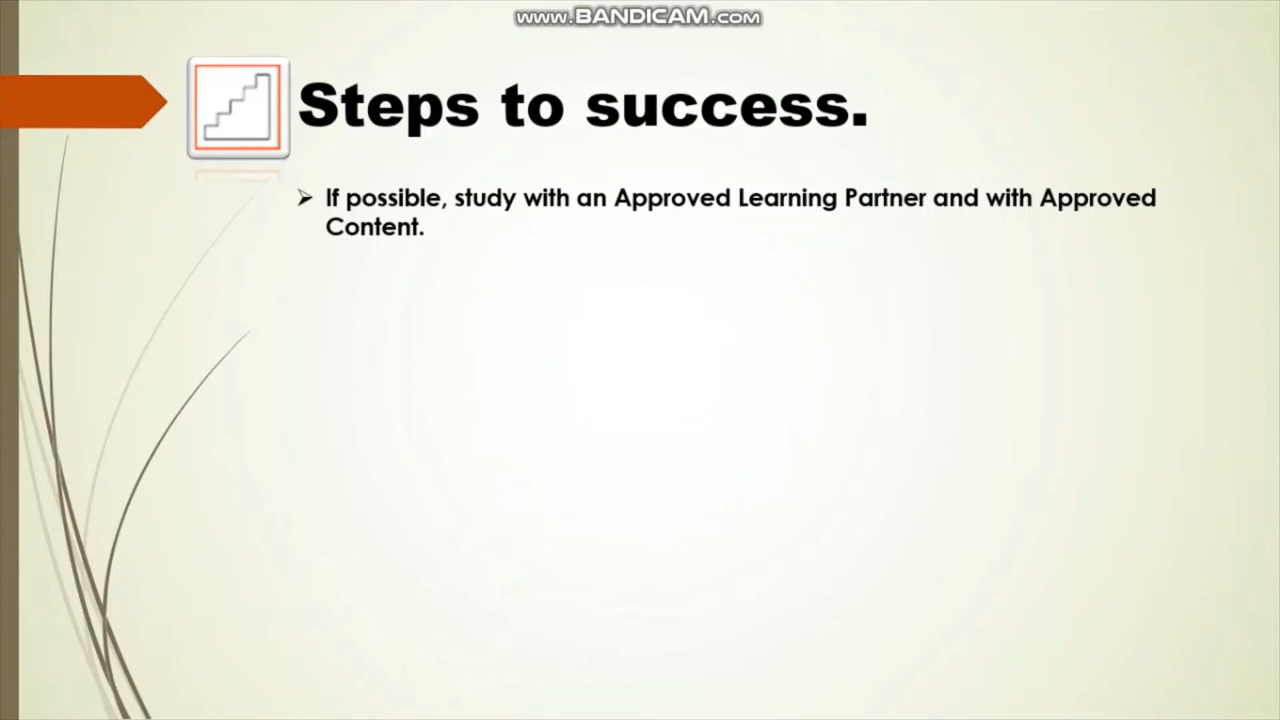 www.BANDICAM.com
Steps to success.
If possible, study with an Approved Learning Partner and with Approved
Content.